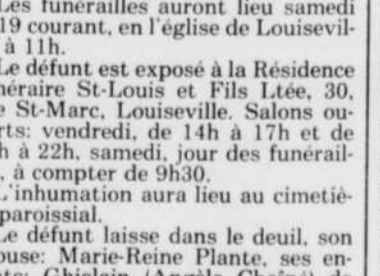 Les funérailles auront lieu samedi
19 courant, en l'église de Louisevil-
à 11h.
Le défunt est exposé à la Résidence
néraire St-Louis et Fils Ltée, 30,
e St-Marc, Louiseville. Salons ou-
rts: vendredi, de 14h à 17h et de
h à 22h, samedi, jour des funérail-
, à compter de 9h30.
L'inhumation aura lieu au cimetiè-
paroissial.
Le défunt laisse dans le deuil, son
ouse: Marie-Reine Plante, ses en-
Ghislain (Angèle